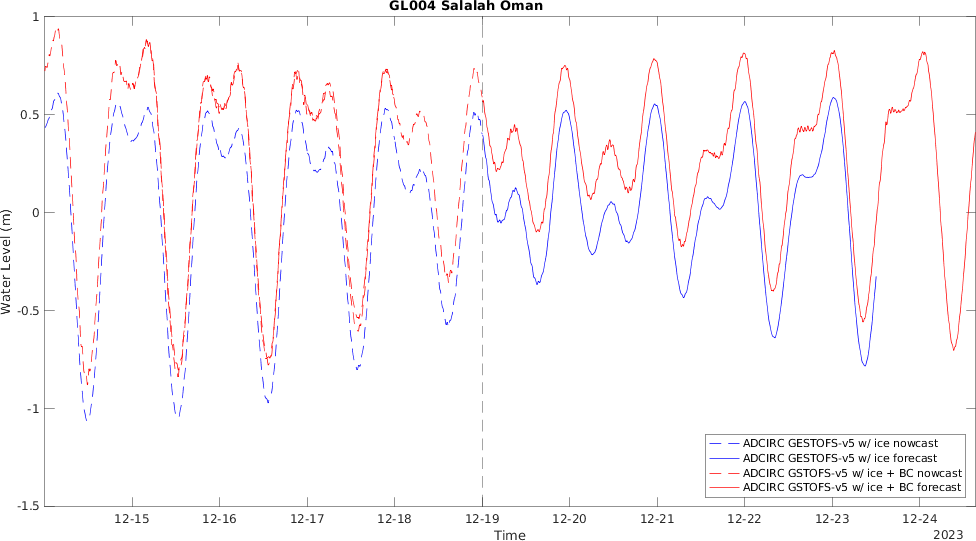 GL004 Salalah Oman
1
0.5
0
-0.5
-1
-1.5
Water Level (m)
12-15 12-16 12-17 12-18 12-19 12-20 12-21 12-22 12-23 12-24
Time
2023
ADCIRC GESTOFS-v5 w/ ice nowcast
ADCIRC GESTOFS-v5 w/ ice forecast
ADCIRC GSTOFS-v5 w/ ice + BC nowcast
ADCIRC GSTOFS-v5 w/ ice + BC forecast